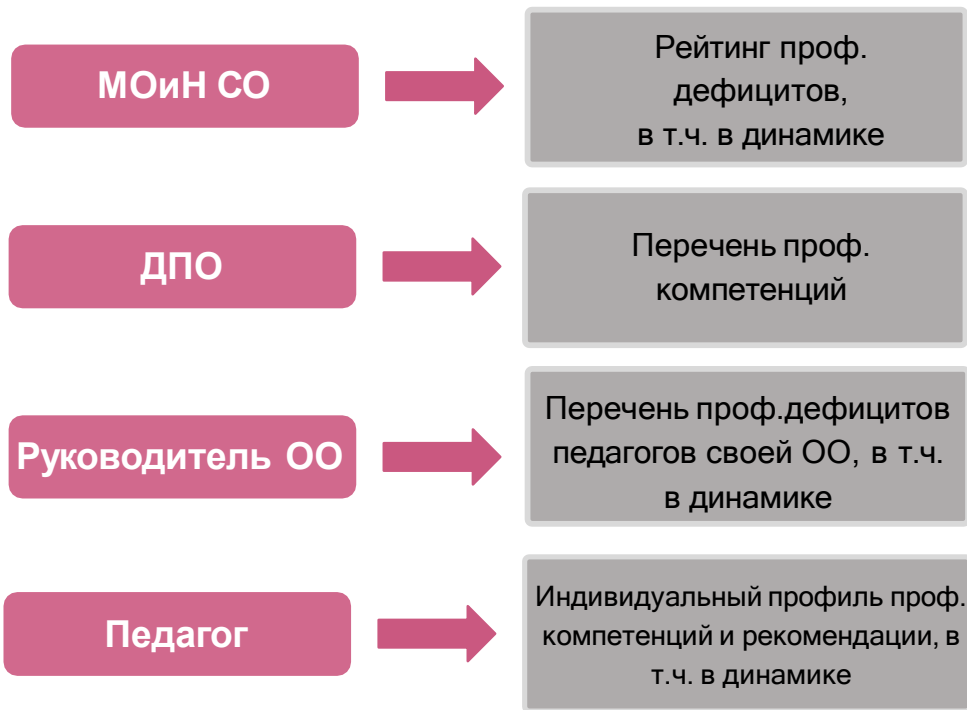 МОиН СО
Рейтинг проф.
дефицитов,
в т.ч. в динамике
ДПО
Перечень проф.
компетенций
Руководитель ОО
Перечень проф.дефицитов
педагогов своей ОО, в т.ч.
в динамике
Педагог
Индивидуальный профиль проф.
компетенций и рекомендации, в
т.ч. в динамике